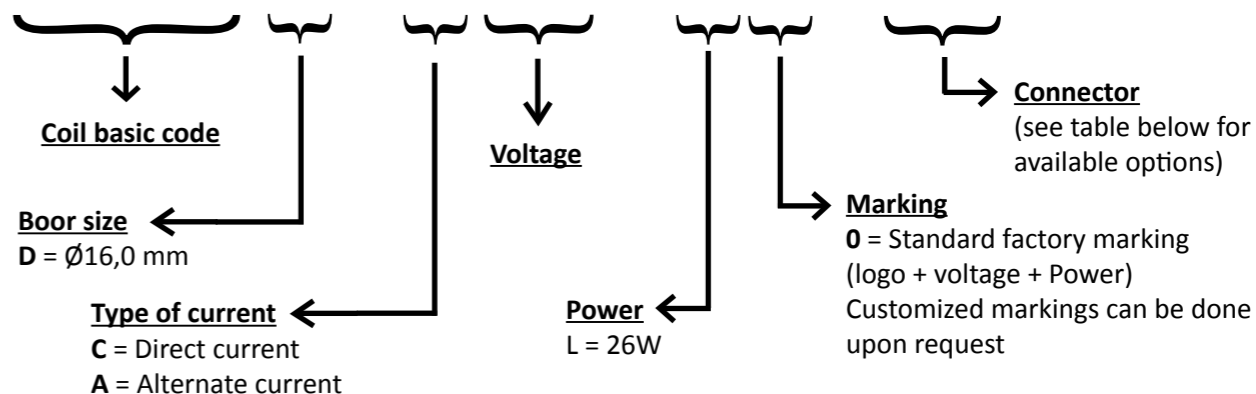 Connector
(see table below for
available options)
Coil basic code
Voltage
Boor size
D = Ø16,0 mm
Marking
0 = Standard factory marking
(logo + voltage + Power)
Customized markings can be done
upon request
Type of current
C = Direct current
A = Alternate current
Power
L = 26W